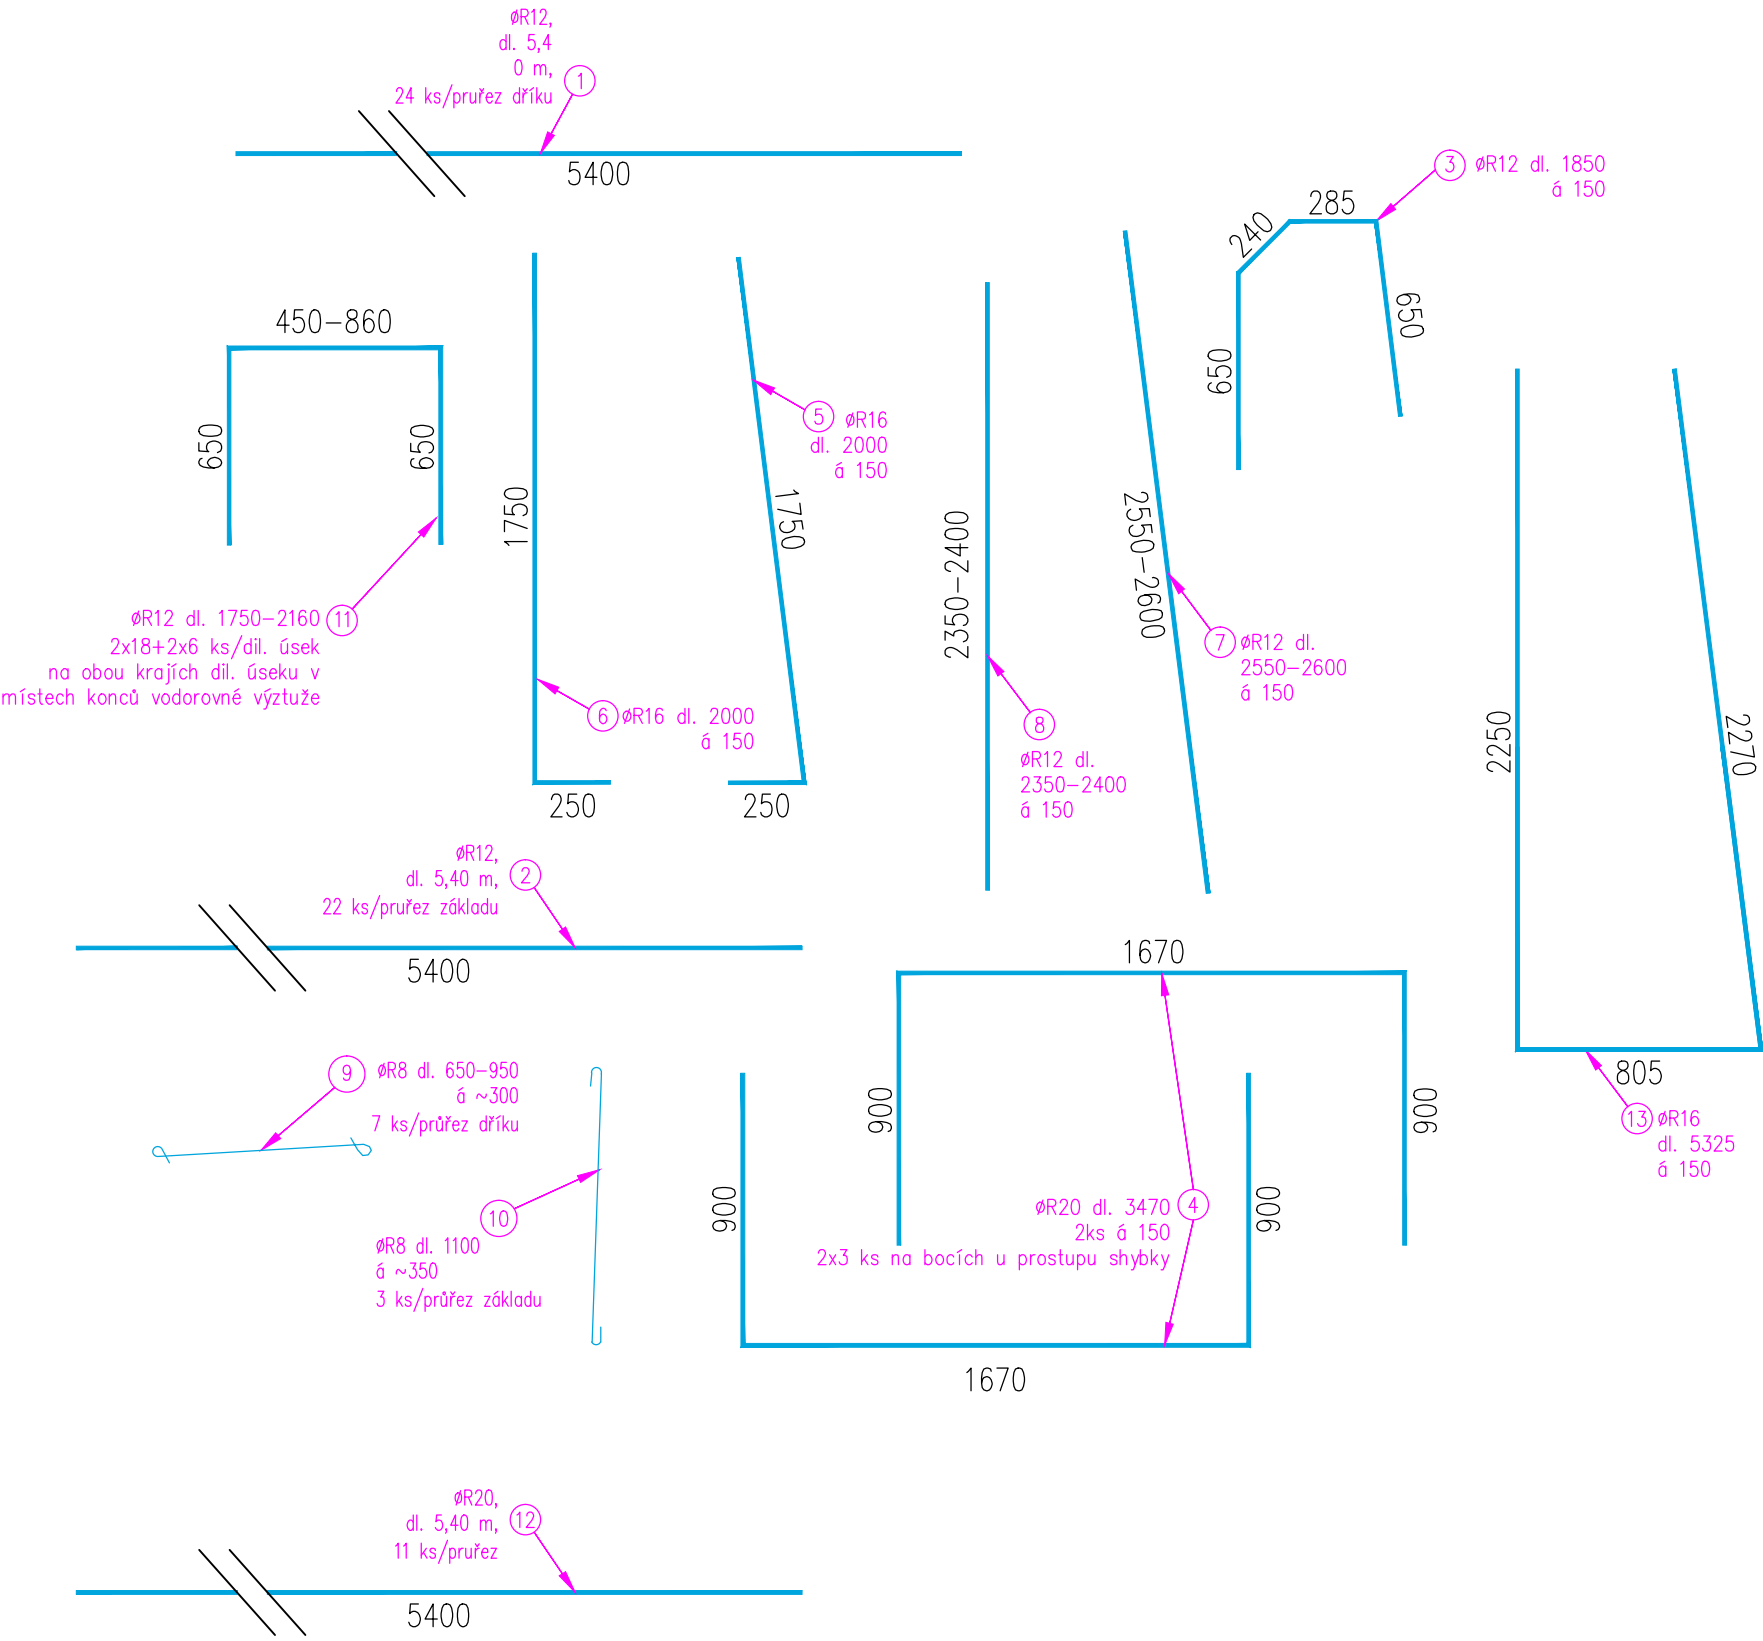 øR12,
dl. 5,4
0 m,
24 ks/pruřez dříku
1
5400
3
øR12 dl. 1850
á 150
285
240
650
659
450-860
650
650
11
øR12 dl. 1750-2160
2x18+2x6 ks/dil. úsek
na obou krajích dil. úseku v
místech konců vodorovné výztuže
1750
6
øR16 dl. 2000
á 150
250
5
øR16
dl. 2000
á 150
1750
250
2350-2400
8
øR12 dl.
2350-2400
á 150
2550-2600
7
øR12 dl.
2550-2600
á 150
2250
2270
805
13
øR16
dl. 5325
á 150
øR12,
dl. 5,40 m,
22 ks/pruřez základu
2
5400
9
øR8 dl. 650-950
á ~300
7 ks/průřez dříku
10
øR8 dl. 1100
á ~350
3 ks/průřez základu
1670
900
900
900
900
4
øR20 dl. 3470
2ks á 150
2x3 ks na bocích u prostupu shybky
1670
øR20,
dl. 5,40 m,
11 ks/pruřez
12
5400